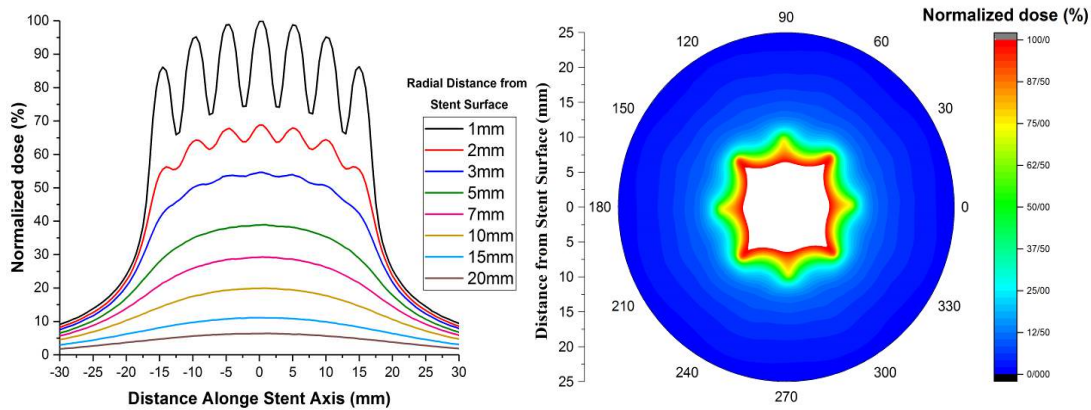 Normalized dose (%)
100
90
80
70
60
50
40
30
20
10
0
-30 -25 -20 -15 -10 -5 0 5 10 15 20 25 30
Distance Alonge Stent Axis (mm)
Radial Distance from
Stent Surface
1mm
2mm
3mm
5mm
7mm
10mm
15mm
20mm
Distance from Stent Surface (mm)
25
20
15
10
5
0
5
10
15
20
25
90
60
30
0
330
300
270
240
210
180
150
120
Normalized dose (%)
100/0
87/50
75/00
62/50
50/00
37/50
25/00
12/50
0/000